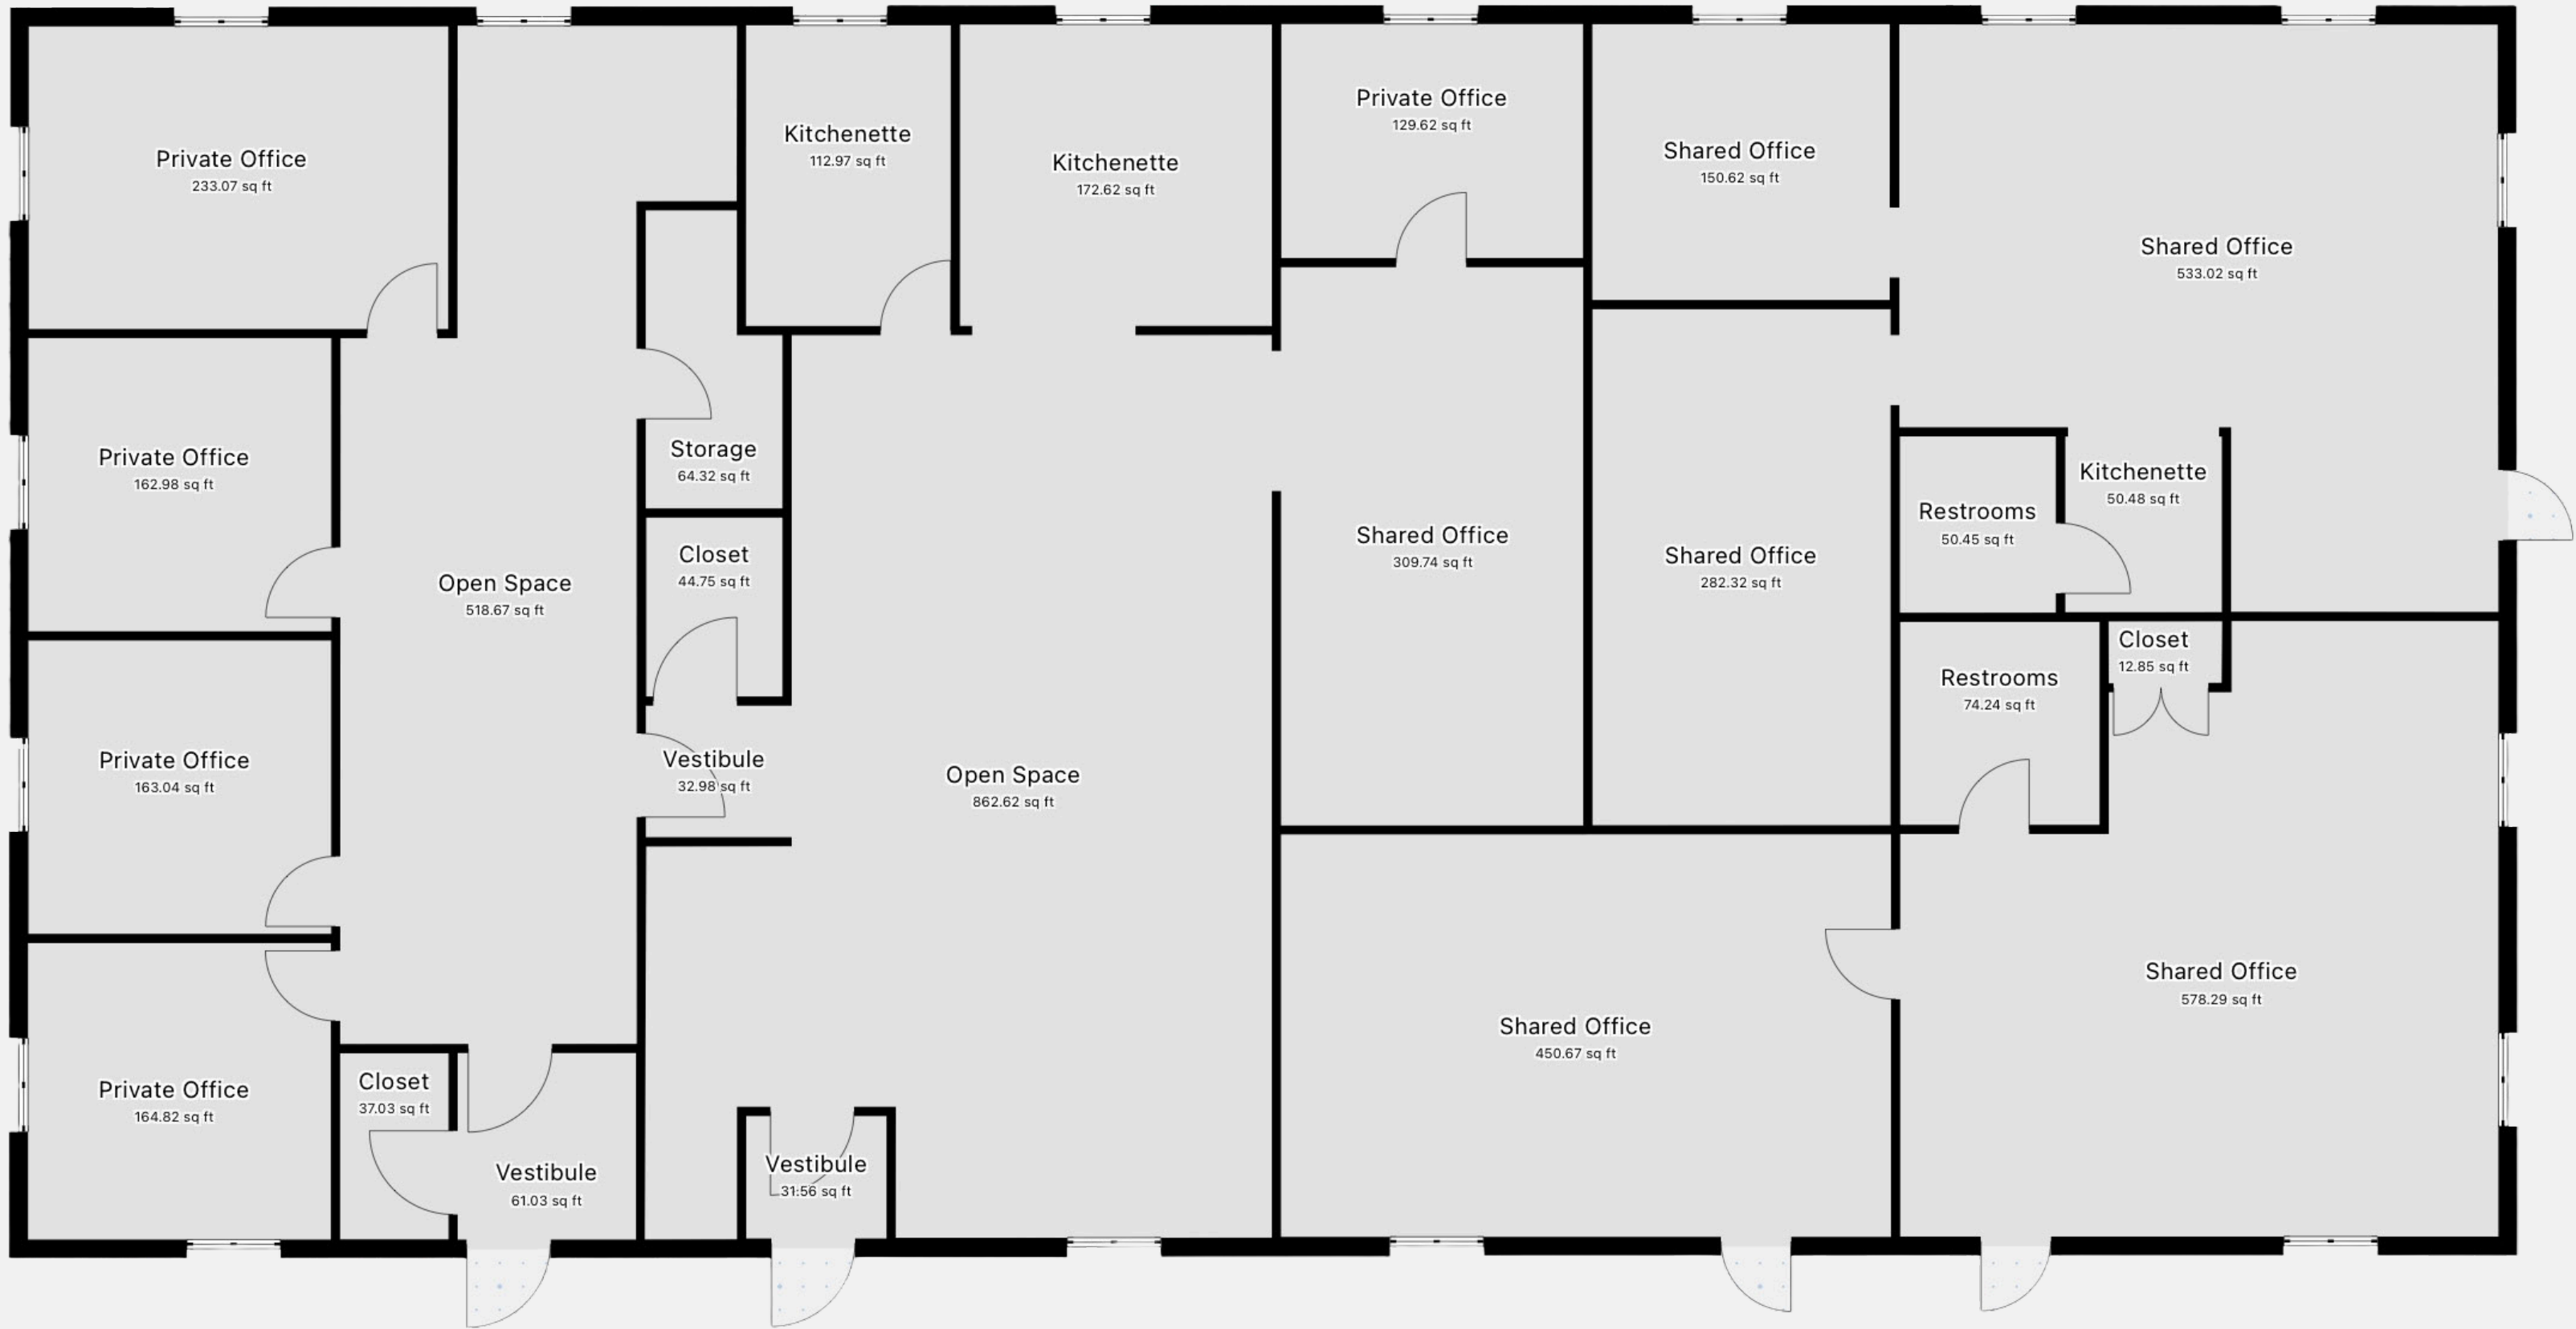 Private Office
233.07 sq ft
Kitchenette
112.97 sq ft
Kitchenette
172.62 sq ft
Private Office
129.62 sq ft
Shared Office
150.62 sq ft
Shared Office
533.02 sq ft
Private Office
162.98 sq ft
Open Space
518.67 sq ft
Storage
64.32 sq ft
Closet
44.75 sq ft
Shared Office
309.74 sq ft
Shared Office
282.32 sq ft
Restrooms
50.45 sq ft
Kitchenette
50.48 sq ft
Restrooms
74.24 sq ft
Closet
12.85 sq ft
Private Office
163.04 sq ft
Vestibule
32.98 sq ft
Open Space
862.62 sq ft
Shared Office
450.67 sq ft
Shared Office
578.29 sq ft
Private Office
164.82 sq ft
Closet
37.03 sq ft
Vestibule
61.03 sq ft
Vestibule
31.56 sq ft